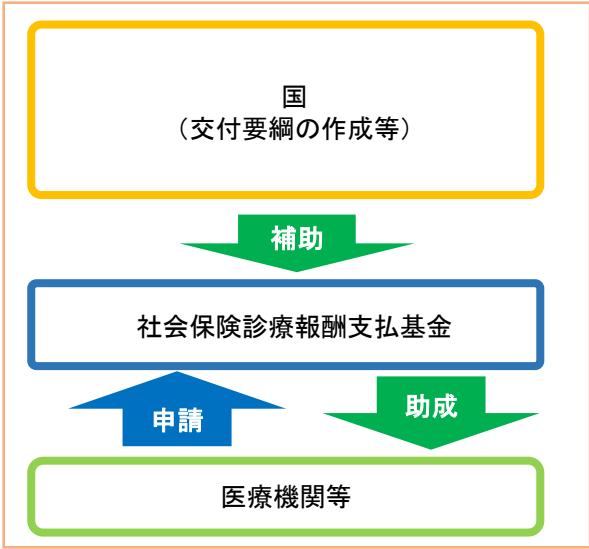 国
（交付要綱の作成等）
補助
社会保険診療報酬支払基金
申請
助成
医療機関等